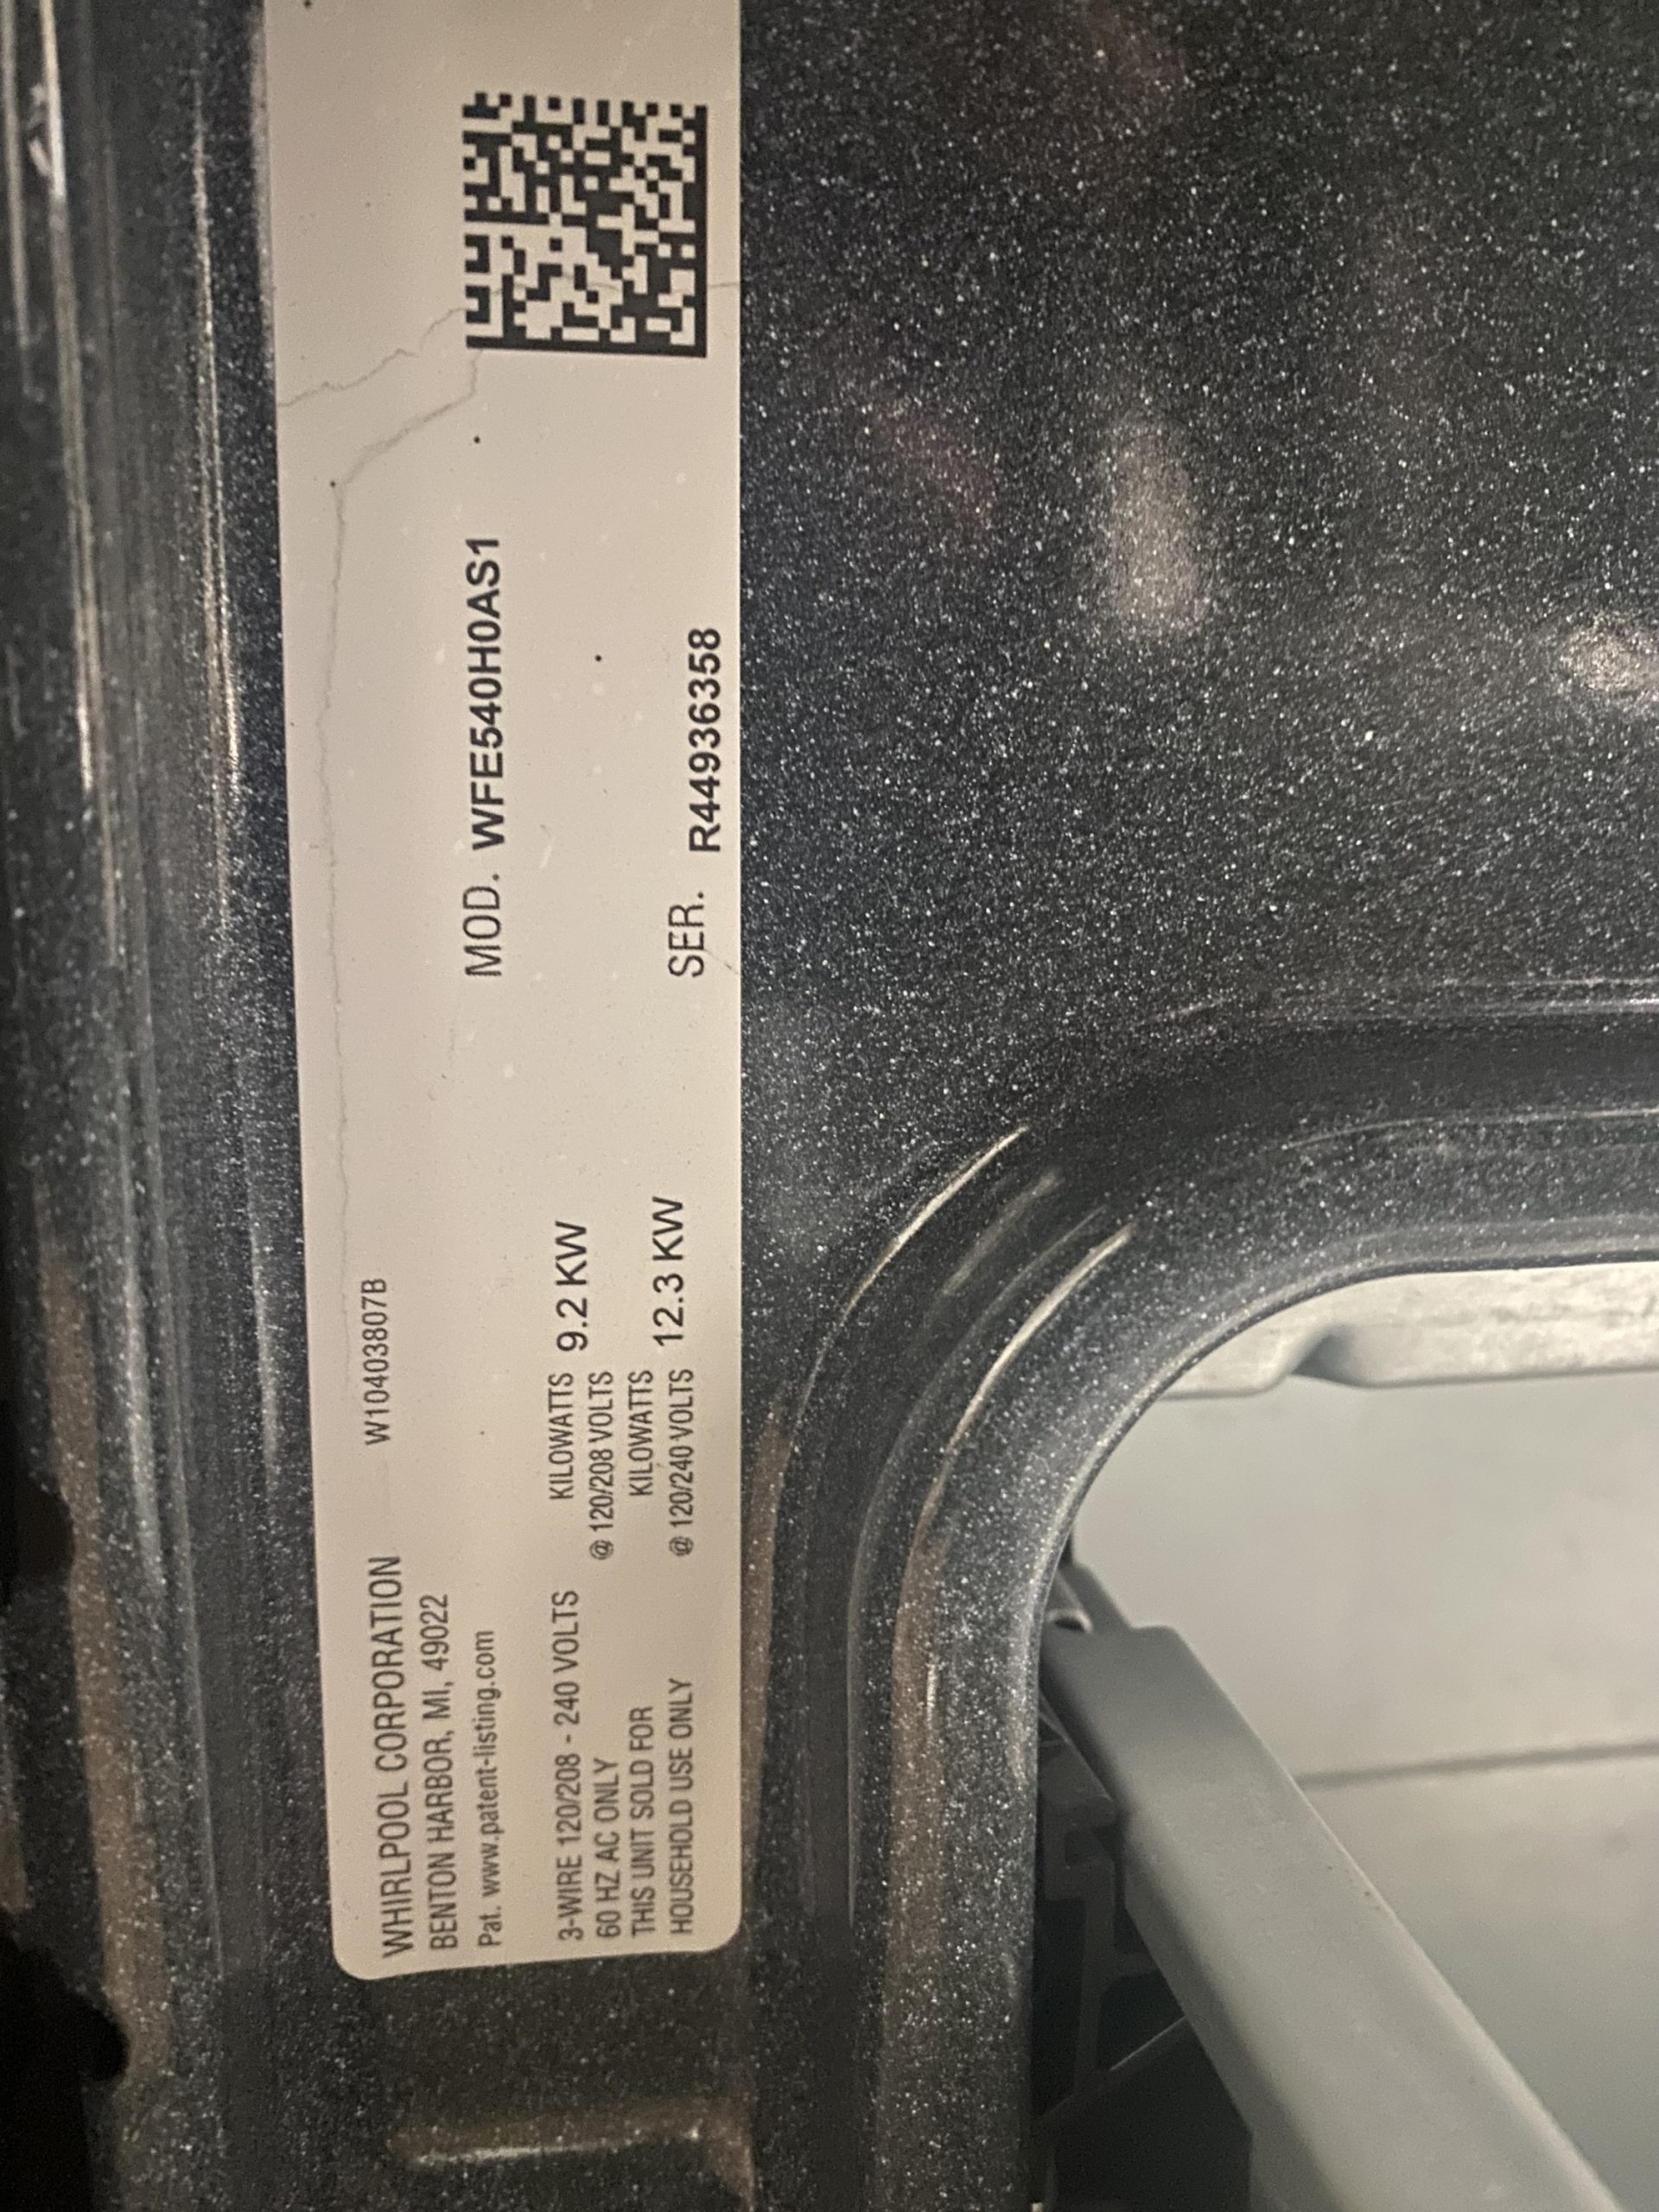 WHIRLPOOL CORPORATION W10403807B
BENTON HARBOR, MI, 49022
Pat. www.patent-listing.com
MOD. WFE540H0AS1
3-WIRE 120/208 - 240 VOLTS
60 HZ AC ONLY
THIS UNIT SOLD FOR
HOUSEHOLD USE ONLY
KILOWATTS 9.2 KW
@ 120/208 VOLTS
KILOWATTS 12.3 KW
@ 120/240 VOLTS
SER. R44936358